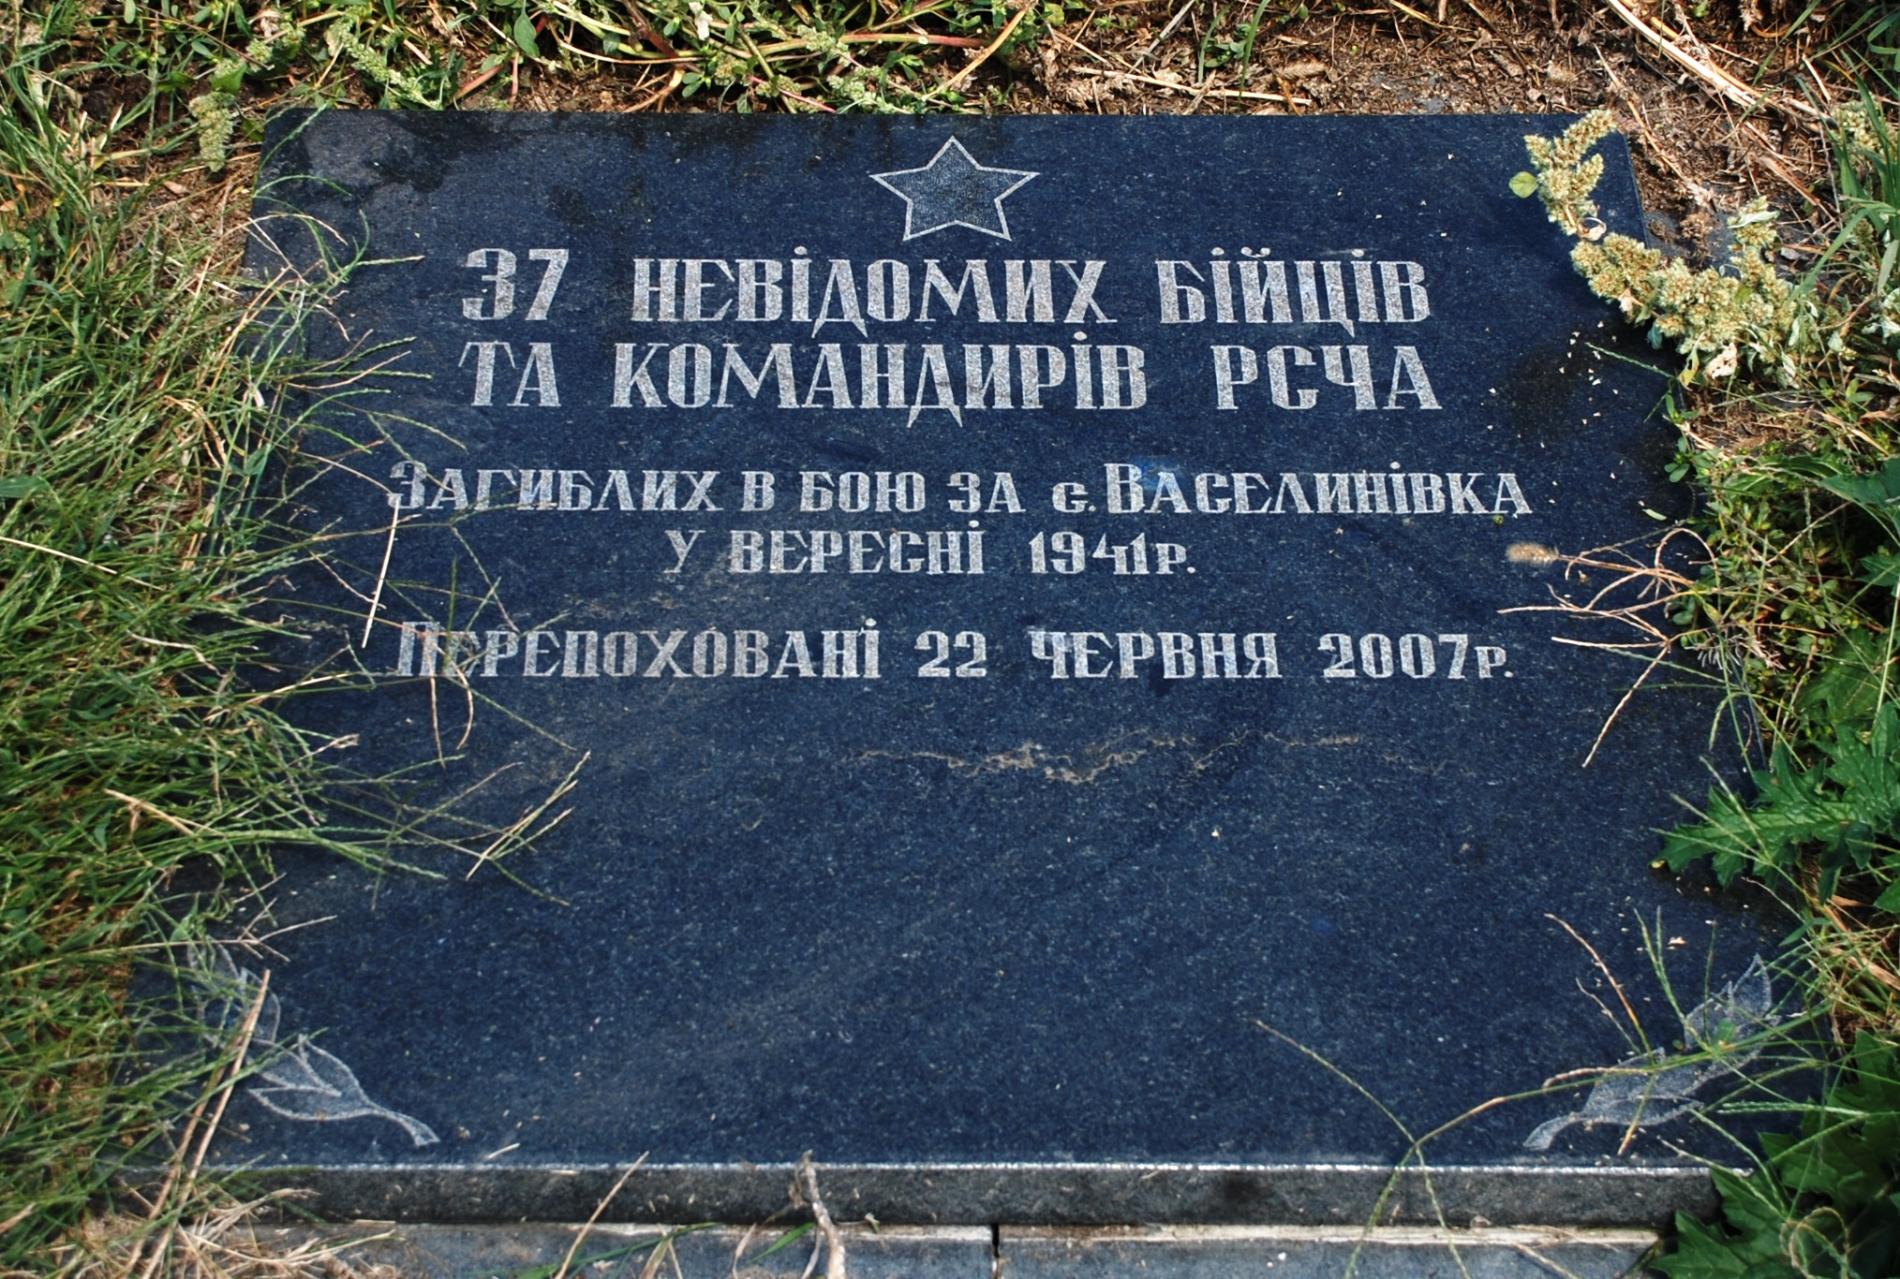 37 НЕВІДОМИХ БІЙЦІВ
ТА КОМАНДИРІВ РСЧА
ЗАГИБЛИХ В БОЮ ЗА с. ВАСЕЛИНІВКА
У ВЕРЕСНІ 1941р.
ПЕРЕПОХОВАНІ 22 ЧЕРВНЯ 2007р.